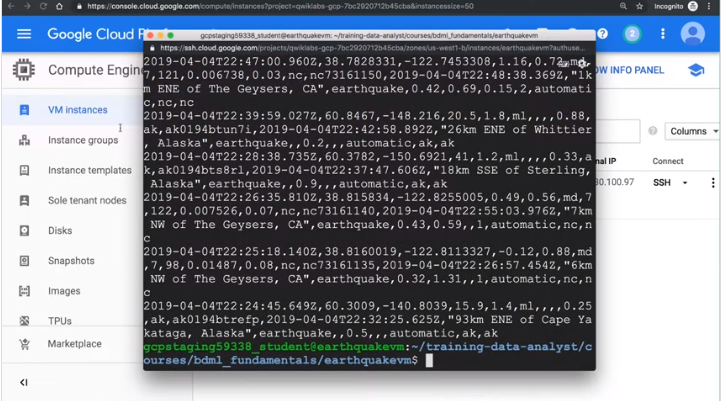 https://console.cloud.google.com/compute/instances?project=qwiklabs-gcp-7bc2920712b45cda&instancessize=50
Incognito
gcpstaging59338_student@earthquakevm: ~/training-data-analyst/courses/bdml_fundamentals/earthquakevm
https://ssh.cloud.google.com/projects/qwiklabs-gcp-7bc2920712b45cda/zones/us-west1-b/instances/earthquakevm?authuse...
Google Cloud P
2
Compute Engin
OW INFO PANEL
VM instances
Instance groups
Instance templates
Sole tenant nodes
Disks
Snapshots
Images
TPUs
Marketplace
Columns
nal IP
Connect
30.100.97
SSH
2019-04-04T22:47:00.960Z,38.7828331,-122.7453308,1.16,0.72,md,
7,121,0.006738,0.03,nc,nc73161150,2019-04-04T22:48:38.369Z,"1k
m ENE of The Geysers, CA",earthquake,0.42,0.69,0.15,2,automati
c,nc,nc
2019-04-04T22:39:59.027Z,60.8467,-148.216,20.5,1.8,ml,,,,0.88,
ak,ak0194btun7i,2019-04-04T22:42:58.892Z,"26km ENE of Whittier
, Alaska",earthquake,,0.2,,,automatic,ak,ak
2019-04-04T22:28:38.735Z,60.3782,-150.6921,41,1.2,ml,,,,0.33,a
k,ak0194bts8rl,2019-04-04T22:37:47.606Z,"18km SSE of Sterling,
 Alaska",earthquake,,0.9,,,automatic,ak,ak
2019-04-04T22:26:35.810Z,38.815834,-122.8255005,0.49,0.56,md,7
,122,0.007526,0.07,nc,nc73161140,2019-04-04T22:55:03.976Z,"7km
 NW of The Geysers, CA",earthquake,0.43,0.59,,1,automatic,nc,n
c
2019-04-04T22:25:18.140Z,38.8160019,-122.8113327,-0.12,0.88,md
,7,98,0.01487,0.08,nc,nc73161135,2019-04-04T22:26:57.454Z,"6km
 NW of The Geysers, CA",earthquake,0.32,1.31,,1,automatic,nc,n
c
2019-04-04T22:24:45.649Z,60.3009,-140.8039,15.9,1.4,ml,,,,0.25
,ak,ak0194btrefp,2019-04-04T22:32:25.625Z,"93km ENE of Cape Ya
kataga, Alaska",earthquake,,0.5,,,automatic,ak,ak
gcpstaging59338_student@earthquakevm:~/training-data-analyst/c
ourses/bdml_fundamentals/earthquakevm$